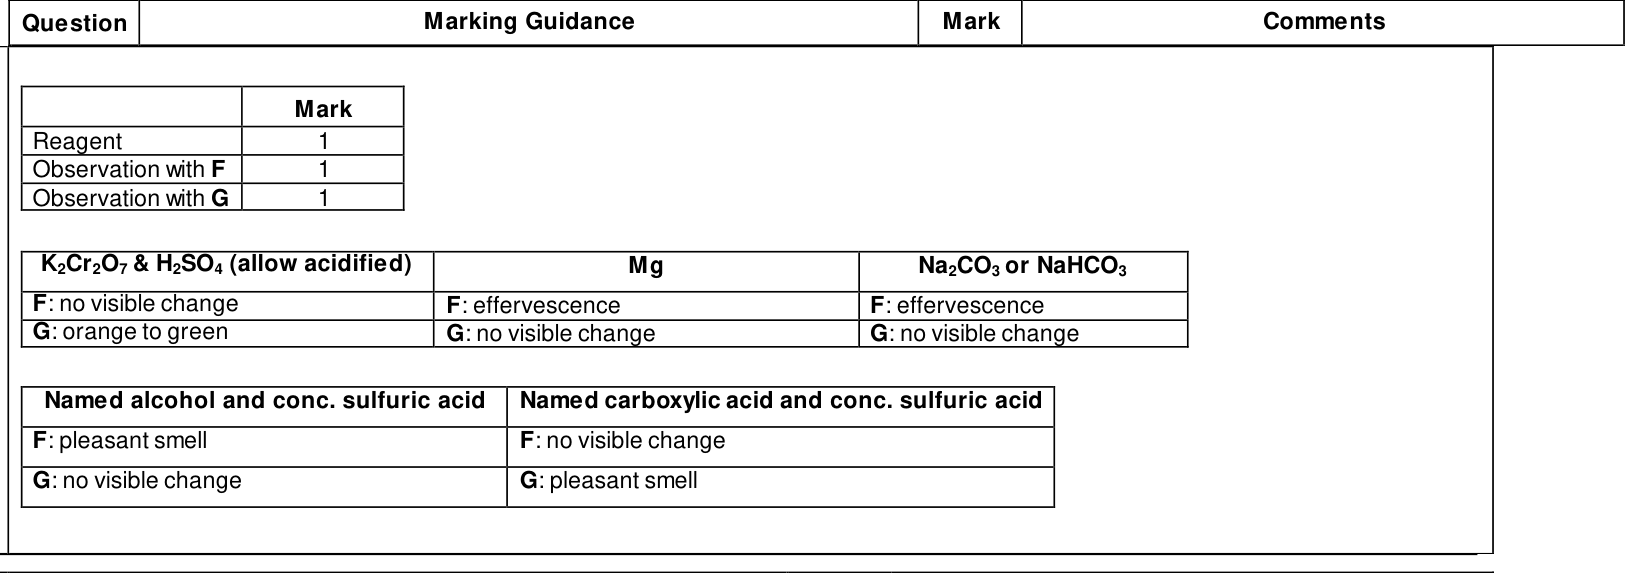 Question Marking Guidance Mark Comments
Mark
Reagent 1
Observation with F 1
Observation with G 1
K₂Cr₂O₇ & H₂SO₄ (allow acidified) Mg Na₂CO₃ or NaHCO₃
F: no visible change F: effervescence F: effervescence
G: orange to green G: no visible change G: no visible change
Named alcohol and conc. sulfuric acid Named carboxylic acid and conc. sulfuric acid
F: pleasant smell F: no visible change
G: no visible change G: pleasant smell